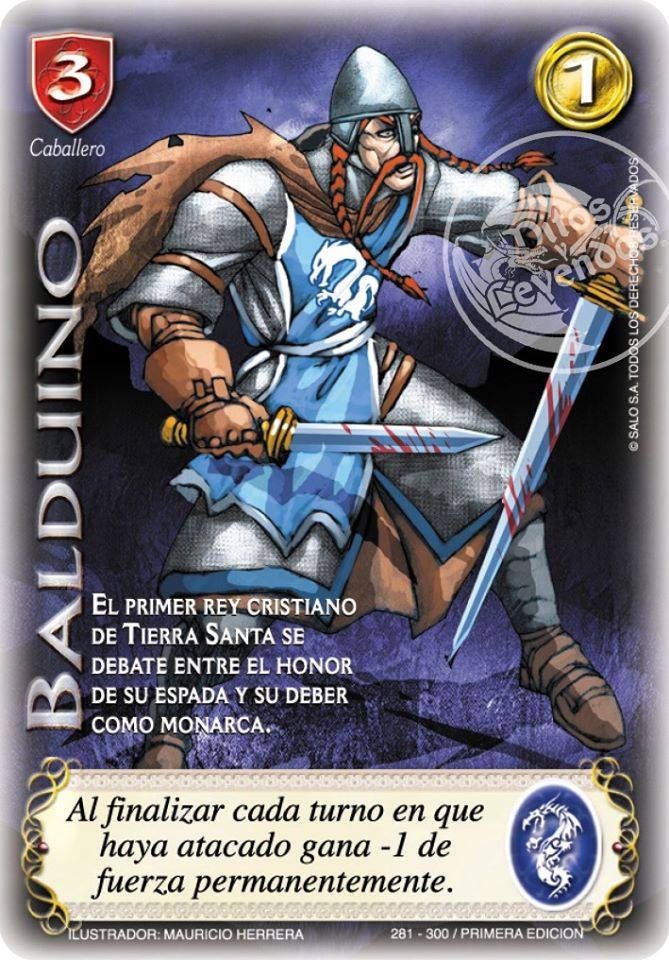 3
Caballero
1
Mitos
Leyendas
© SALO S.A. TODOS LOS DERECHOS RESERVADOS
BALDUINO
EL PRIMER REY CRISTIANO
DE TIERRA SANTA SE
DEBATE ENTRE EL HONOR
DE SU ESPADA Y SU DEBER
COMO MONARCA.
Al finalizar cada turno en que
haya atacado gana -1 de
fuerza permanentemente.
ILUSTRADOR: MAURICIO HERRERA
281 - 300 / PRIMERA EDICION